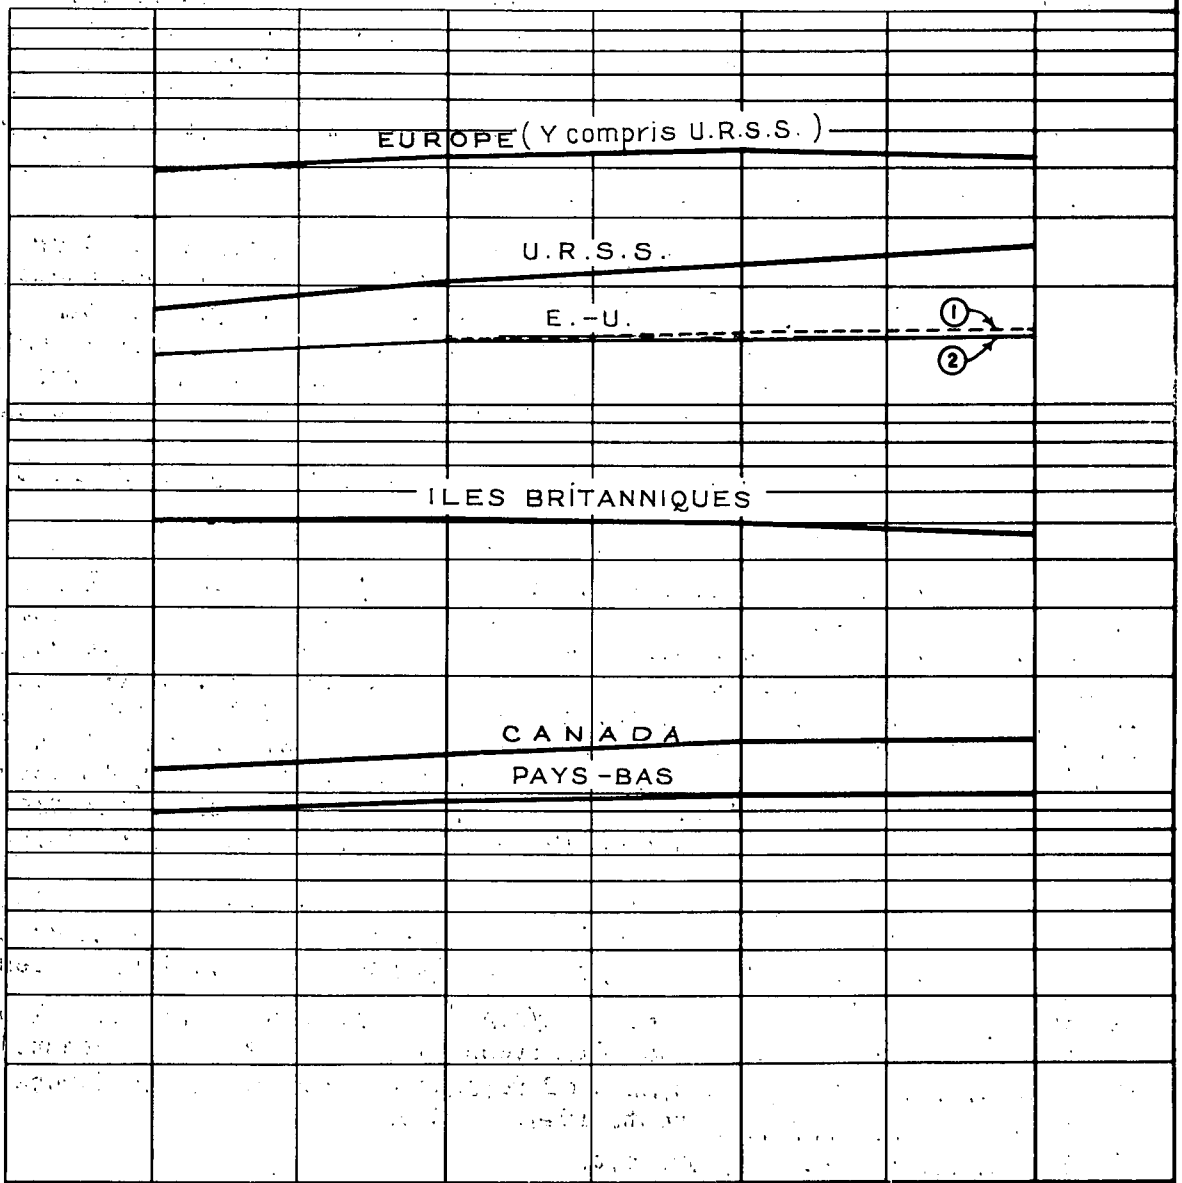 EUROPE (Y compris U.R.S.S.)
U.R.S.S.
E.-U.
1
2
ILES BRITANNIQUES
CANADA
PAYS-BAS